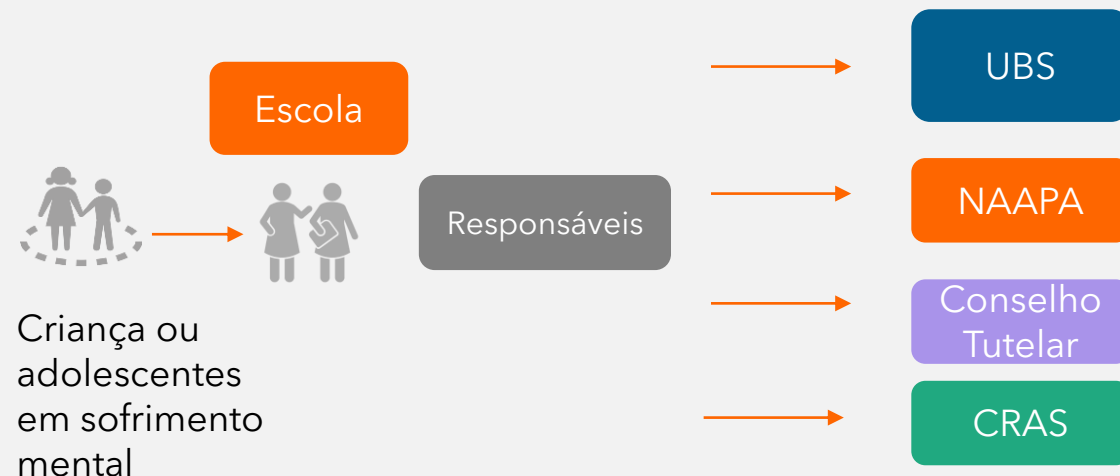 Escola
Criança ou
adolescentes
em sofrimento
mental
Responsáveis
UBS
NAAPA
Conselho
Tutelar
CRAS